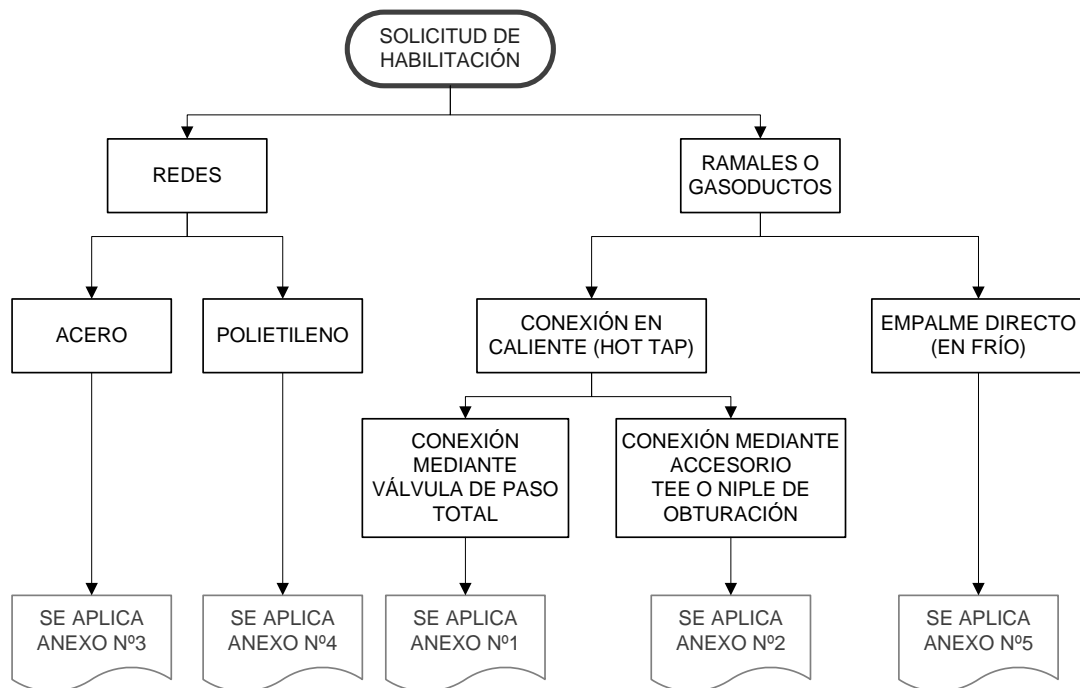 SOLICITUD DE
HABILITACIÓN
REDES
RAMALES O
GASODUCTOS
ACERO
POLIETILENO
CONEXIÓN EN
CALIENTE (HOT TAP)
EMPALME DIRECTO
(EN FRÍO)
CONEXIÓN
MEDIANTE
VÁLVULA DE PASO
TOTAL
CONEXIÓN MEDIANTE
ACCESORIO
TEE O NIPLE DE
OBTURACIÓN
SE APLICA
ANEXO Nº3
SE APLICA
ANEXO Nº4
SE APLICA
ANEXO Nº1
SE APLICA
ANEXO Nº2
SE APLICA
ANEXO Nº5